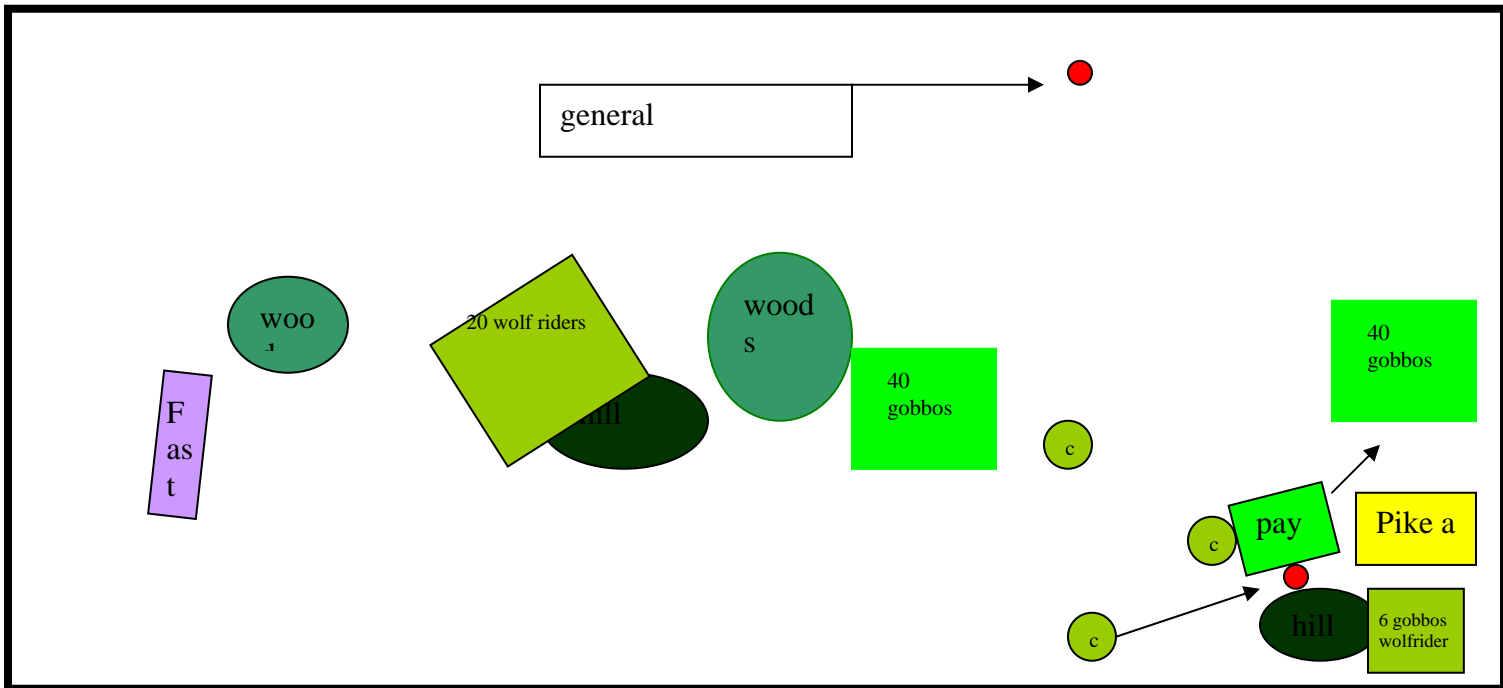 general
20 wolf riders
woo
wood
s
hill
40
gobbos
40
gobbos
F
as
t
c
pay
Pike a
c
c
hill
6 gobbos
wolfrider